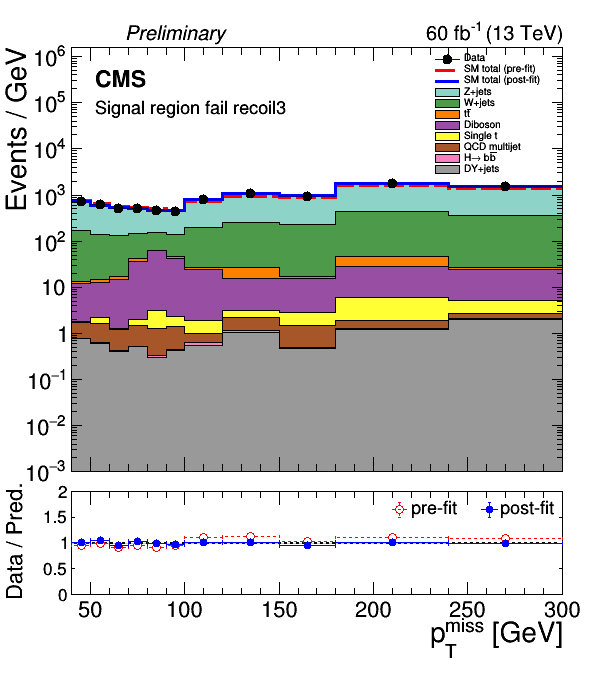 Preliminary
60 fb⁻¹ (13 TeV)
Events / GeV
10⁶
10⁵
10⁴
10³
10²
10
1
10⁻¹
10⁻²
10⁻³
CMS
Signal region fail recoil3
Data
SM total (pre-fit)
SM total (post-fit)
Z+jets
W+jets
tt̅
Diboson
Single t
QCD multijet
H→ bb̅
DY+jets
Data / Pred.
2
1.5
1
0.5
0
pre-fit
post-fit
50
100
150
200
250
300
p_T^miss [GeV]